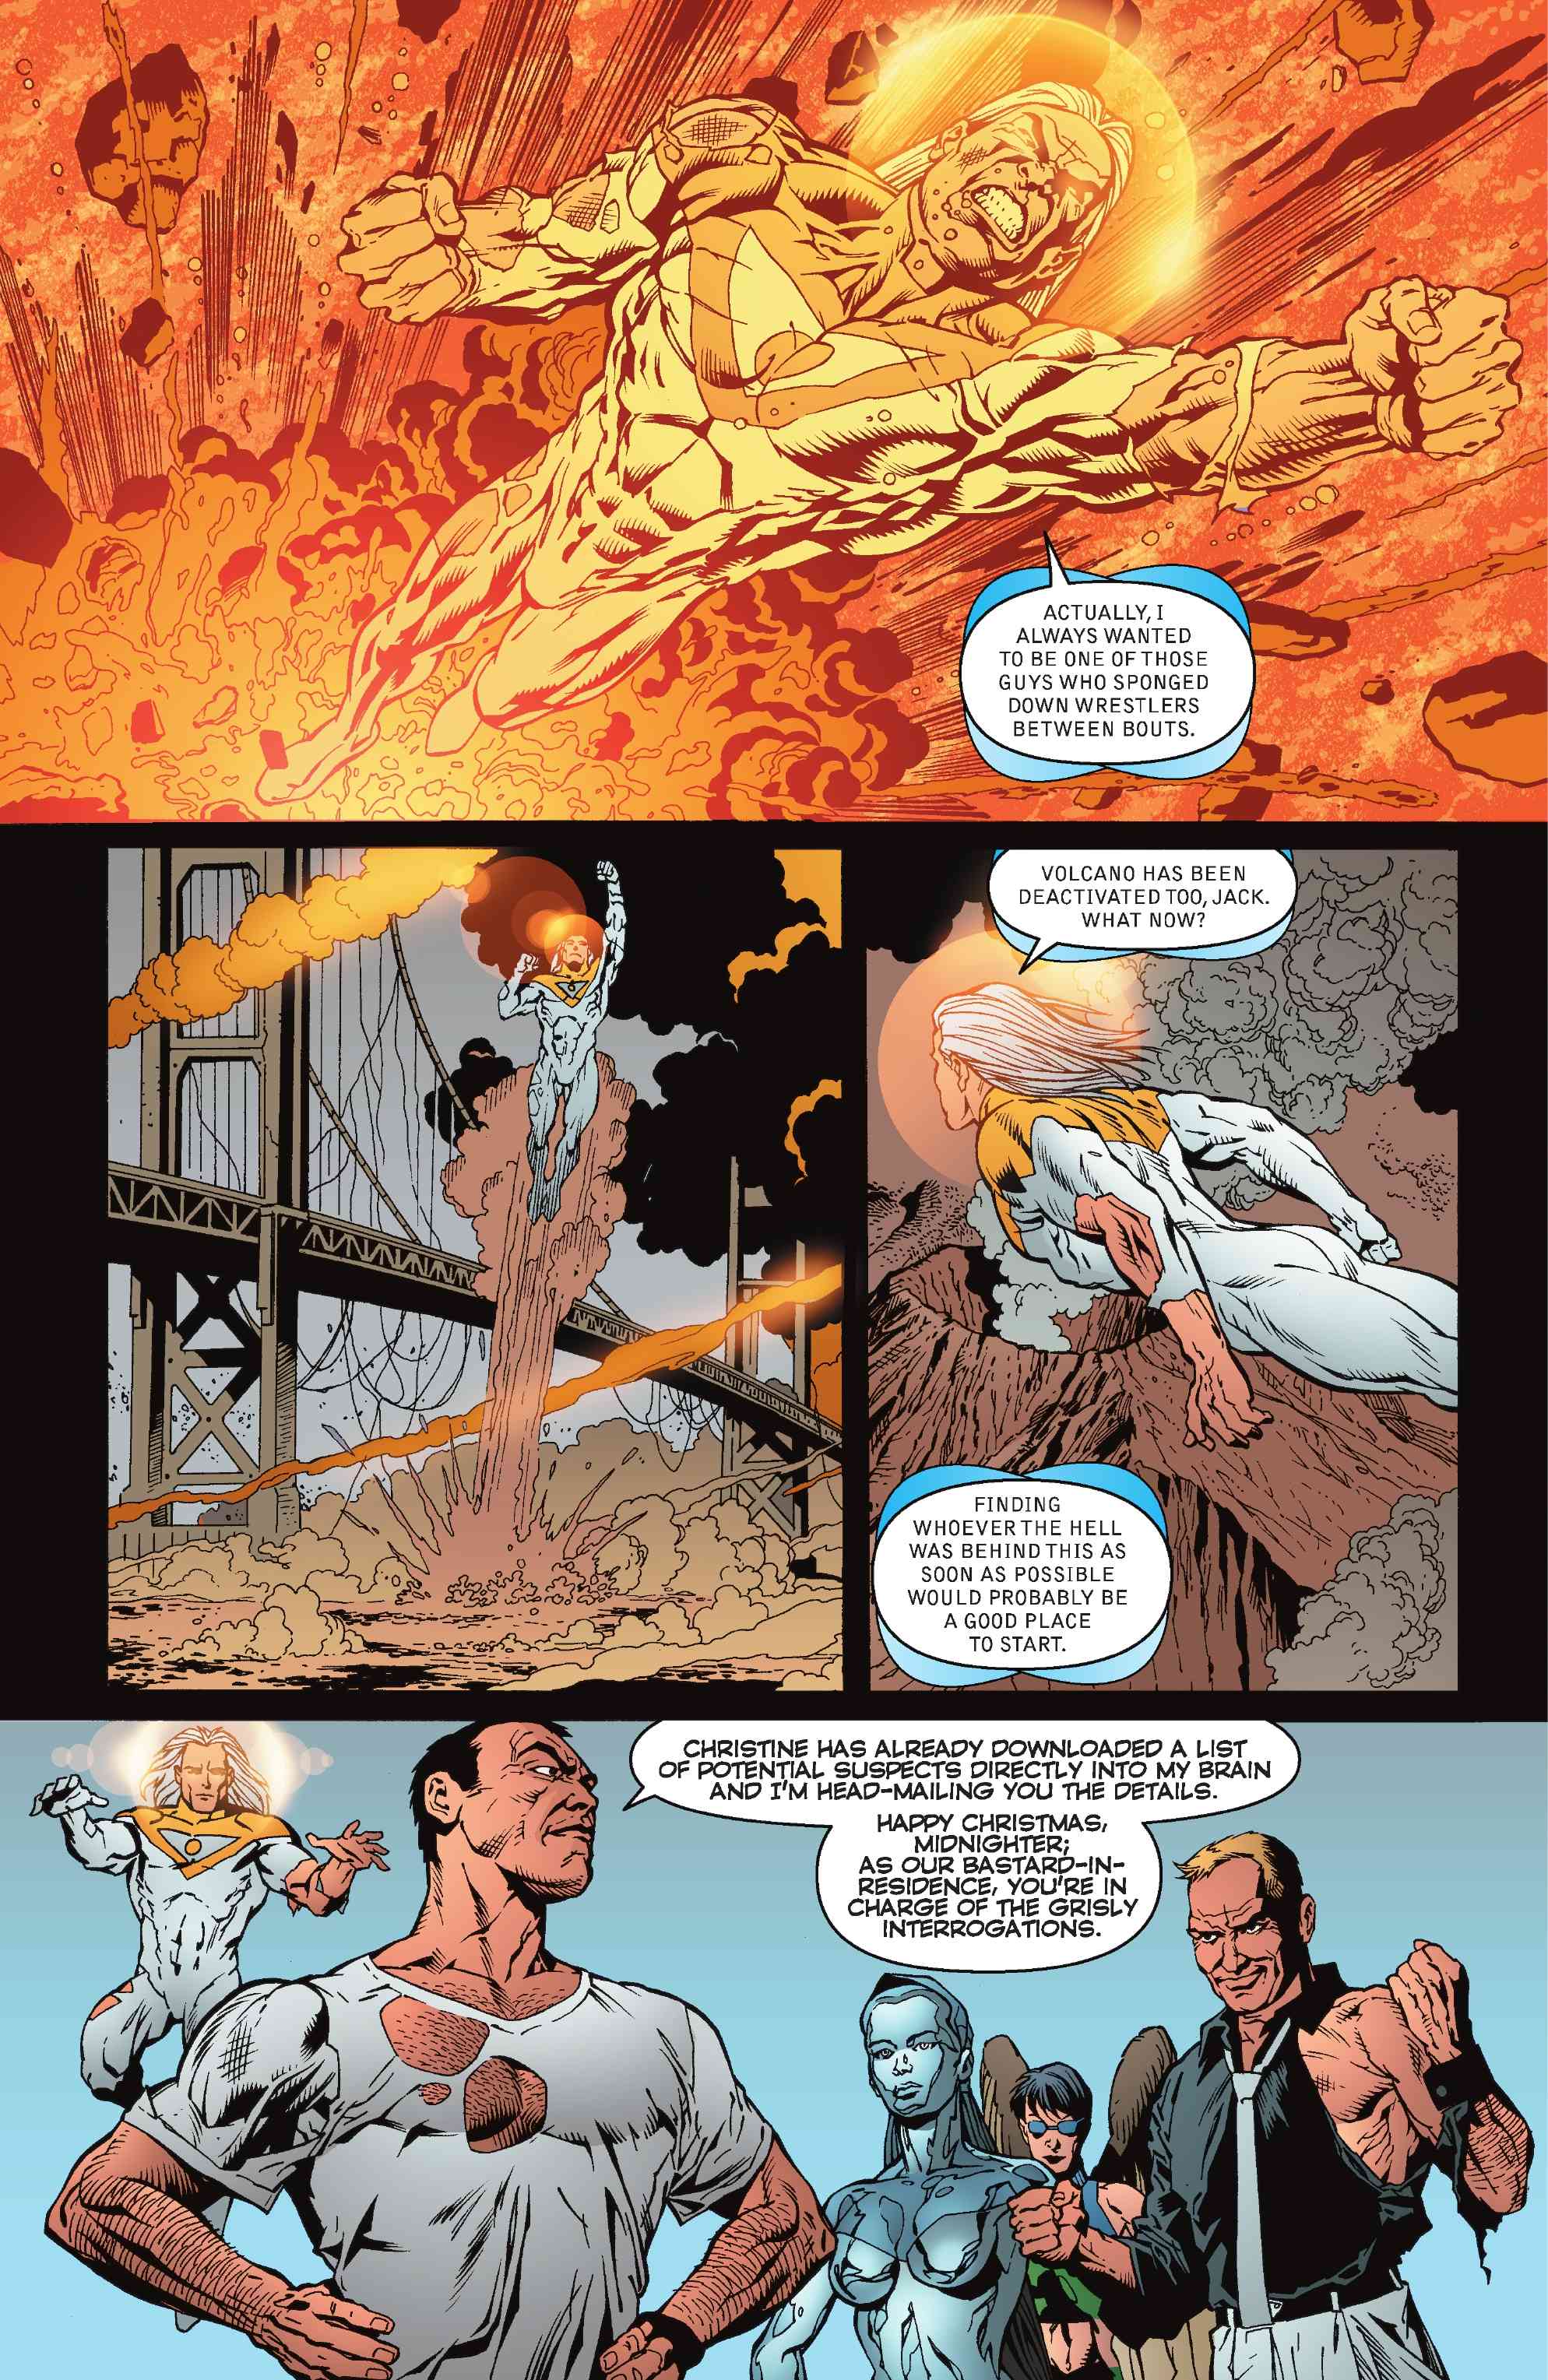 ACTUALLY, I
ALWAYS WANTED
TO BE ONE OF THOSE
GUYS WHO SPONGED
DOWN WRESTLERS
BETWEEN BOUTS.
VOLCANO HAS BEEN
DEACTIVATED TOO, JACK.
WHAT NOW?
FINDING
WHOEVER THE HELL
WAS BEHIND THIS AS
SOON AS POSSIBLE
WOULD PROBABLY BE
A GOOD PLACE
TO START.
CHRISTINE HAS ALREADY DOWNLOADED A LIST
OF POTENTIAL SUSPECTS DIRECTLY INTO MY BRAIN
AND I'M HEAD-MAILING YOU THE DETAILS.
HAPPY CHRISTMAS,
MIDNIGHTER;
AS OUR BASTARD-IN-
RESIDENCE, YOU'RE IN
CHARGE OF THE GRISLY
INTERROGATIONS.